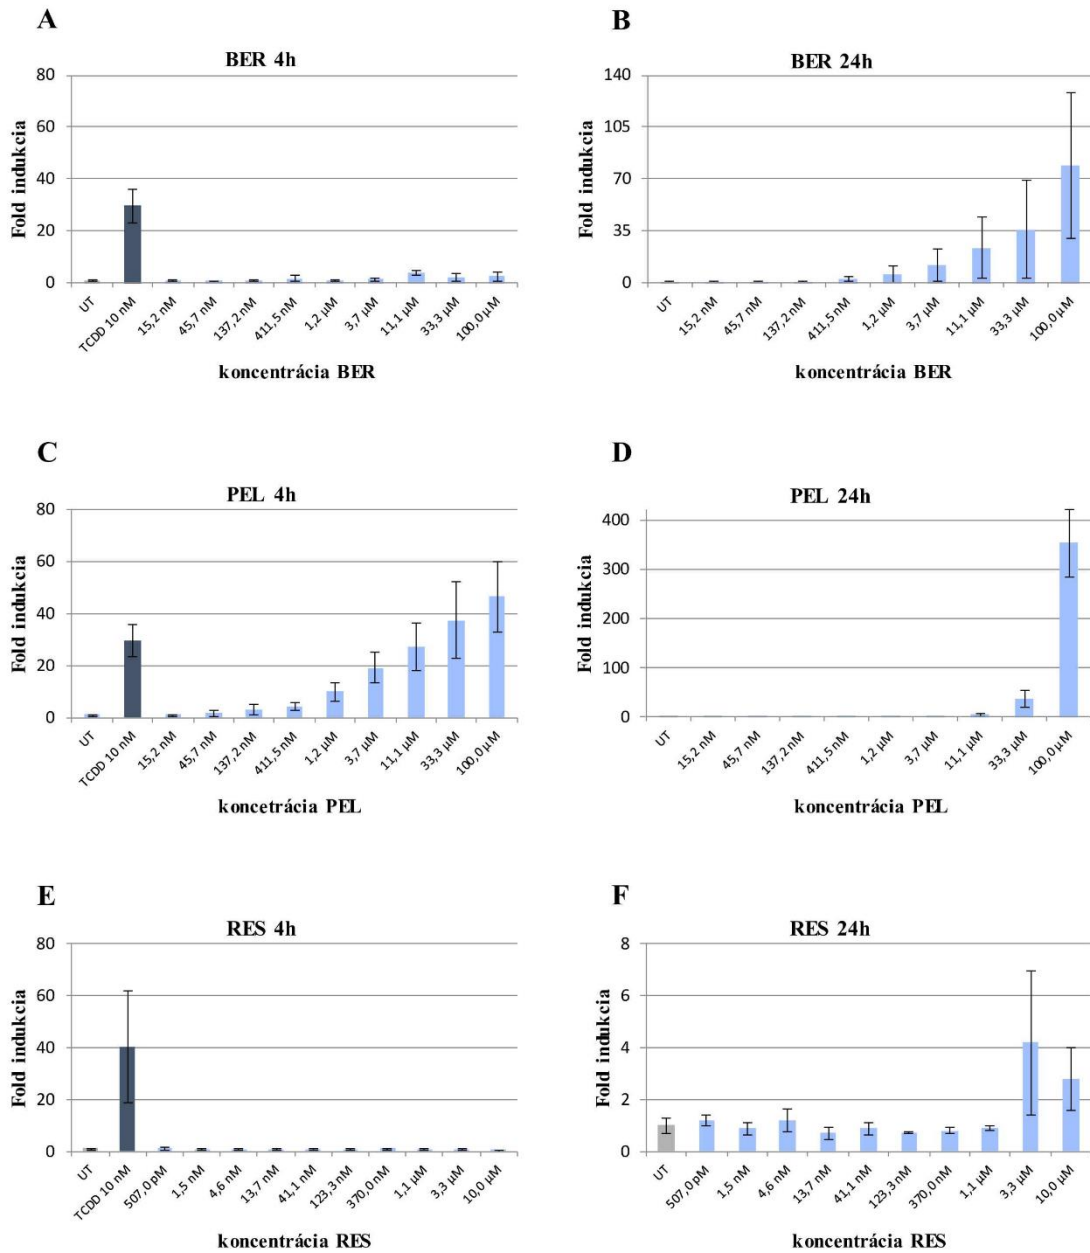 A
BER 4h
Fold indukcia
80
60
40
20
0
UT
TCDD 10 nM
15,2 nM
45,7 nM
137,2 nM
411,5 nM
1,2 µM
3,7 µM
11,1 µM
33,3 µM
100,0 µM
koncentrácia BER
B
BER 24h
Fold indukcia
140
105
70
35
0
UT
15,2 nM
45,7 nM
137,2 nM
411,5 nM
1,2 µM
3,7 µM
11,1 µM
33,3 µM
100,0 µM
koncentrácia BER
C
PEL 4h
Fold indukcia
80
60
40
20
0
UT
TCDD 10 nM
15,2 nM
45,7 nM
137,2 nM
411,5 nM
1,2 µM
3,7 µM
11,1 µM
33,3 µM
100,0 µM
koncetrácia PEL
D
PEL 24h
Fold indukcia
400
300
200
100
0
UT
15,2 nM
45,7 nM
137,2 nM
411,5 nM
1,2 µM
3,7 µM
11,1 µM
33,3 µM
100,0 µM
koncentrácia PEL
E
RES 4h
Fold indukcia
80
60
40
20
0
UT
TCDD 10 nM
507,0 pM
1,5 nM
4,6 nM
13,7 nM
41,1 nM
123,3 nM
370,0 nM
1,1 µM
3,3 µM
10,0 µM
koncentrácia RES
F
RES 24h
Fold indukcia
8
6
4
2
0
UT
507,0 pM
1,5 nM
4,6 nM
13,7 nM
41,1 nM
123,3 nM
370,0 nM
1,1 µM
3,3 µM
10,0 µM
koncentrácia RES